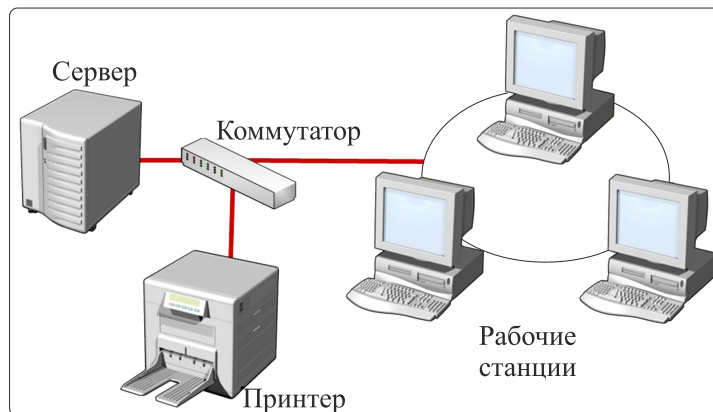 Сервер
Коммутатор
Принтер
Рабочие
станции